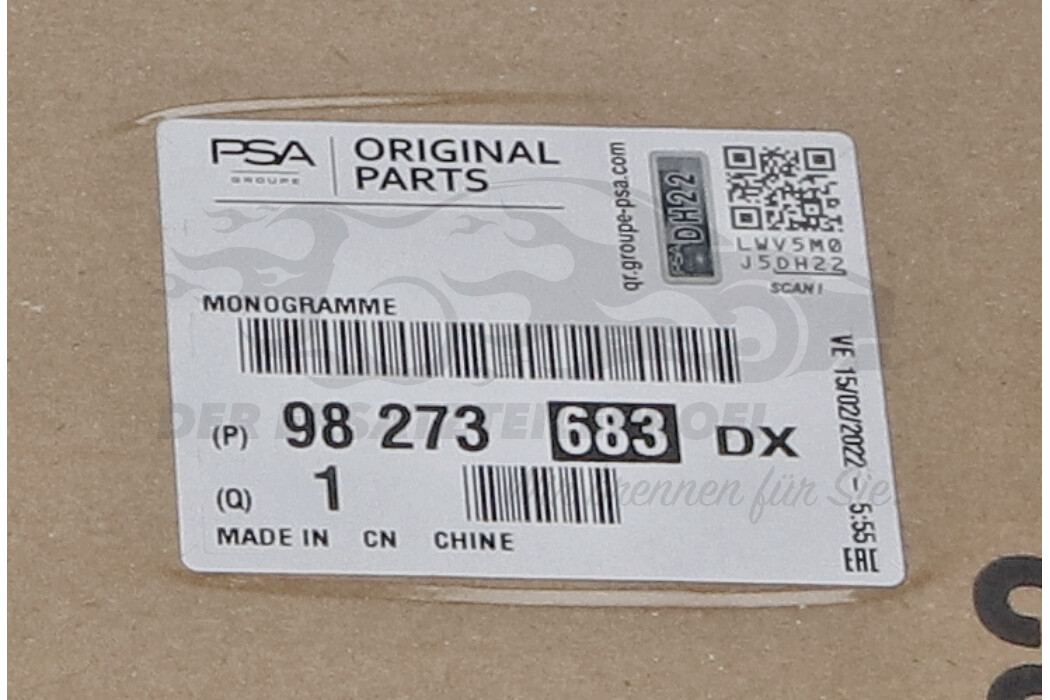 PSA
GROUPE
ORIGINAL
PARTS
qr.groupe-psa.com
PSA DH22
LWV5M0
J5DH22
SCAN!
MONOGRAMME
(P) 98 273 683 DX
(Q) 1
MADE IN CN CHINE
VE 15/02/2022 - 5:55
EAC